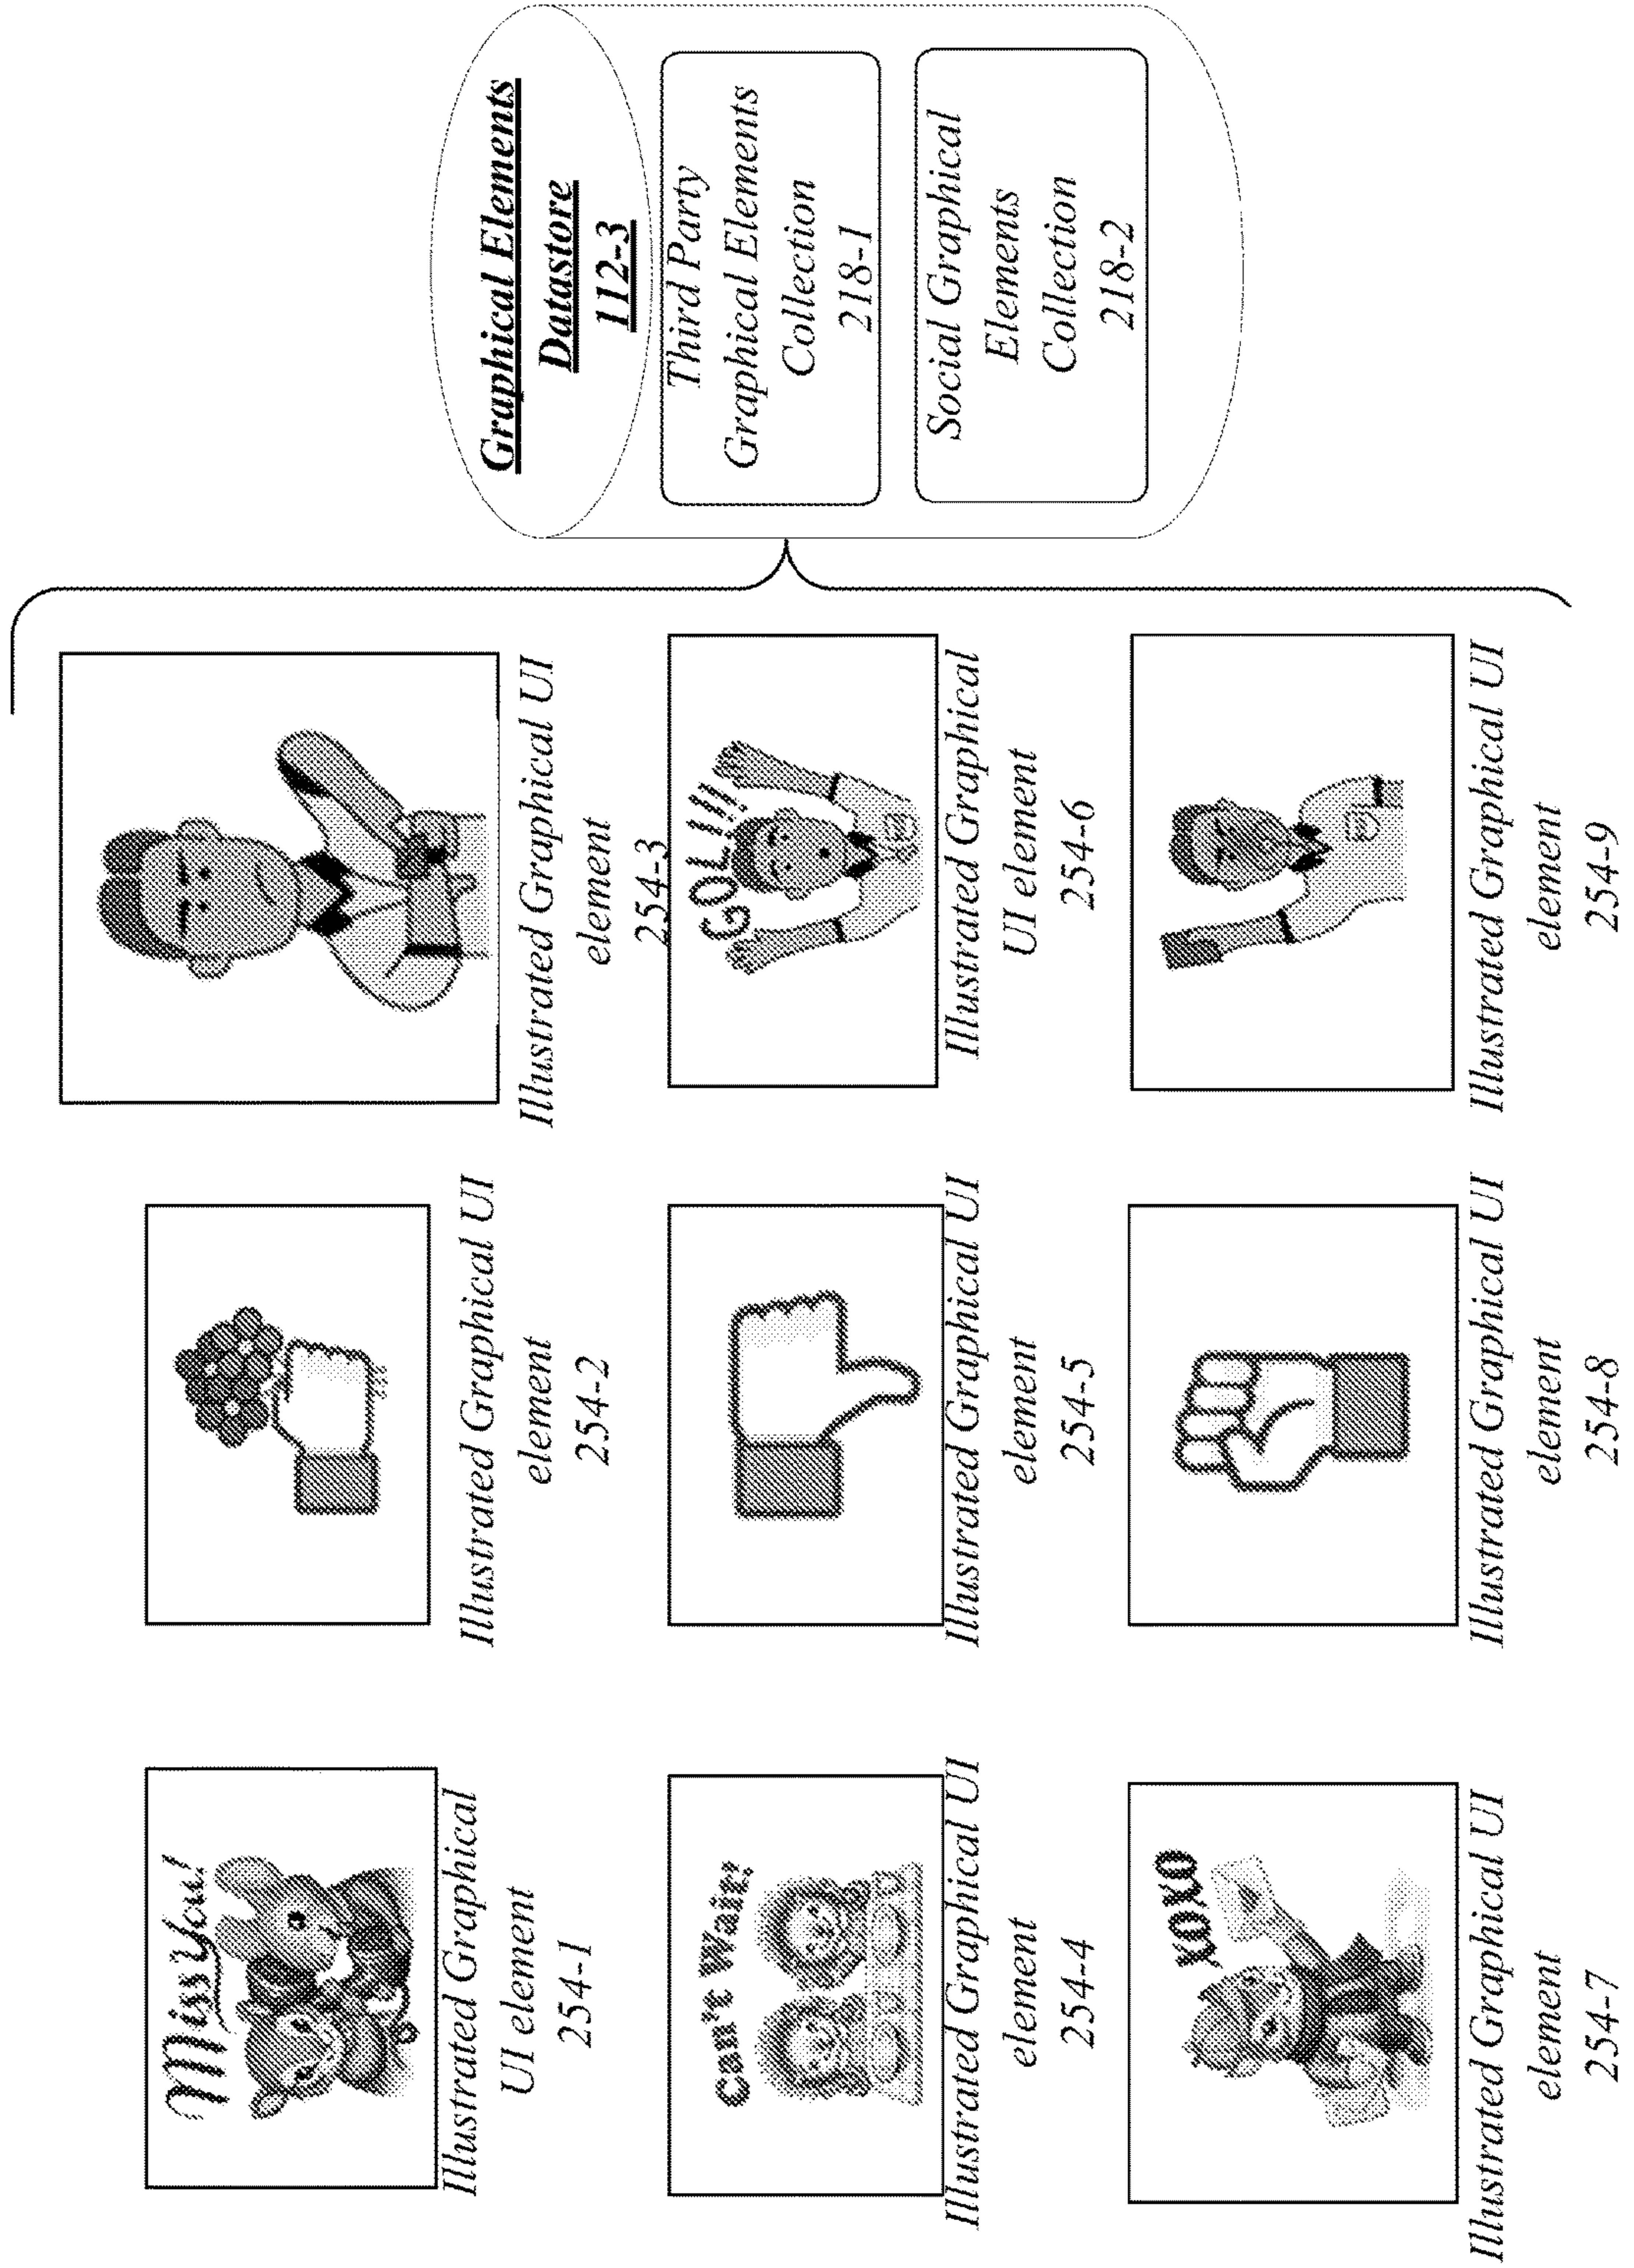 Miss You!
Illustrated Graphical
UI element
254-1
Illustrated Graphical UI
element
254-2
Illustrated Graphical UI
element
254-3
Can't Wait!
Illustrated Graphical UI
element
254-4
Illustrated Graphical UI
element
254-5
GOL!!!!
Illustrated Graphical
UI element
254-6
XOXO
Illustrated Graphical UI
element
254-7
Illustrated Graphical UI
element
254-8
Illustrated Graphical UI
element
254-9
Graphical Elements
Datastore
112-3
Third Party
Graphical Elements
Collection
218-1
Social Graphical
Elements
Collection
218-2